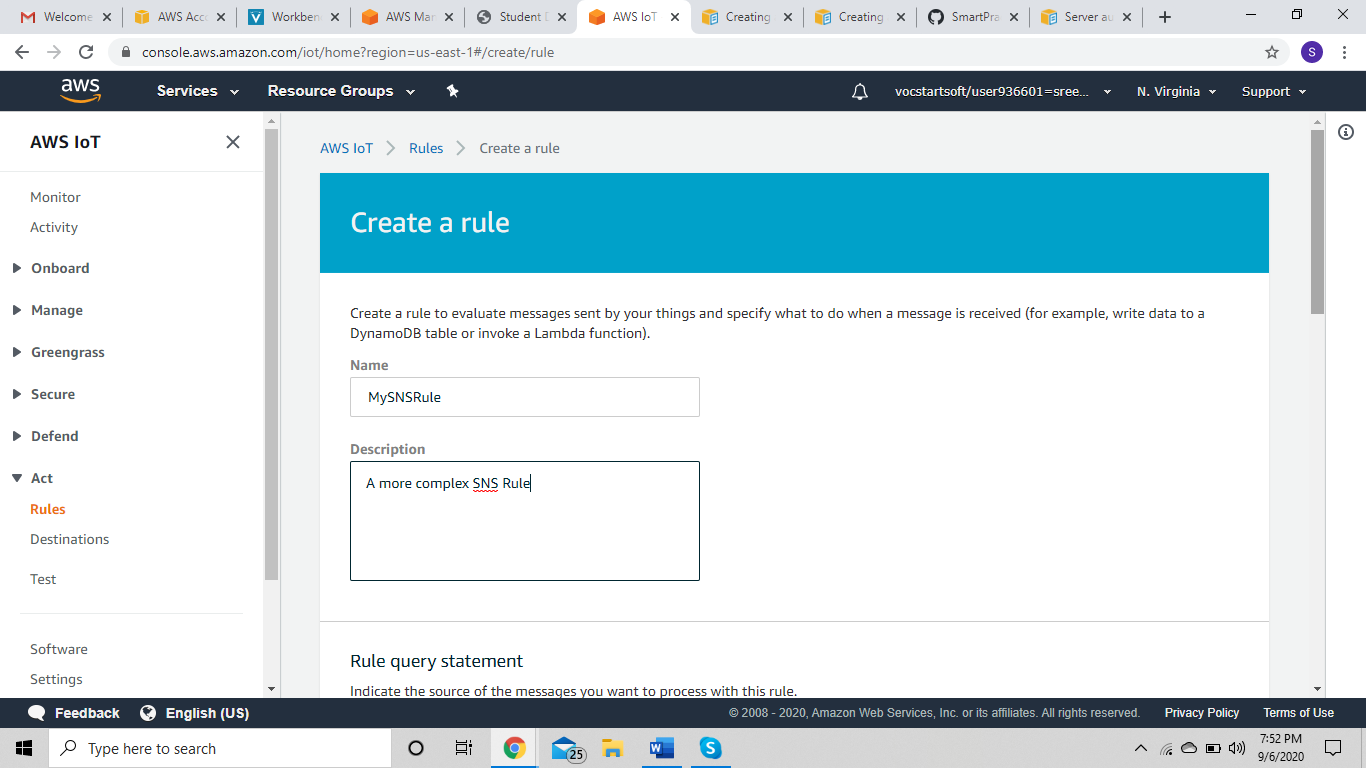 Welcome
AWS Acc
Workben
AWS Man
Student D
AWS IoT
Creating
Creating
SmartPra
Server au
console.aws.amazon.com/iot/home?region=us-east-1#/create/rule
S
aws
Services
Resource Groups
vocstartsoft/user936601=sree...
N. Virginia
Support
AWS IoT
Monitor
Activity
Onboard
Manage
Greengrass
Secure
Defend
Act
Rules
Destinations
Test
Software
Settings
AWS IoT > Rules > Create a rule
Create a rule
Create a rule to evaluate messages sent by your things and specify what to do when a message is received (for example, write data to a
DynamoDB table or invoke a Lambda function).
Name
MySNSRule
Description
A more complex SNS Rule
Rule query statement
Indicate the source of the messages you want to process with this rule.
Feedback
English (US)
© 2008 - 2020, Amazon Web Services, Inc. or its affiliates. All rights reserved.
Privacy Policy
Terms of Use
Type here to search
25
7:52 PM
9/6/2020